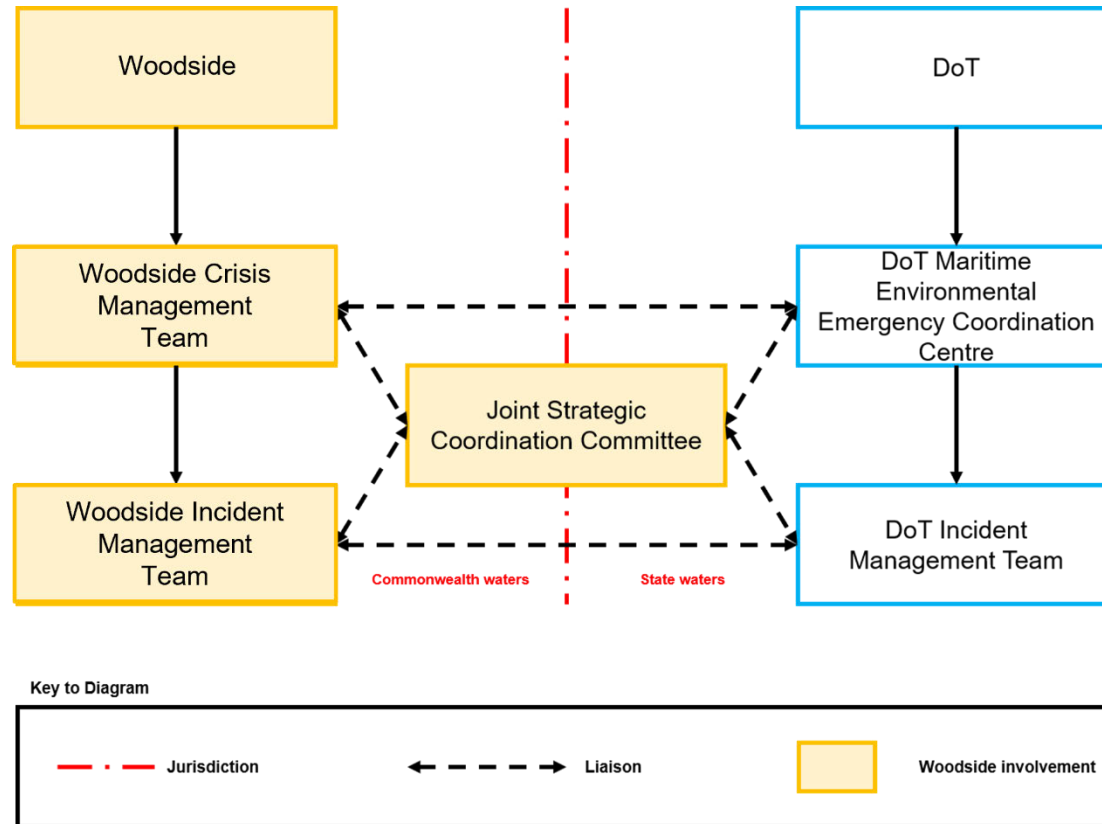 Woodside
DoT
Woodside Crisis
Management
Team
DoT Maritime
Environmental
Emergency Coordination
Centre
Joint Strategic
Coordination Committee
Woodside Incident
Management
Team
DoT Incident
Management Team
Commonwealth waters
State waters
Key to Diagram
Jurisdiction
Liaison
Woodside involvement